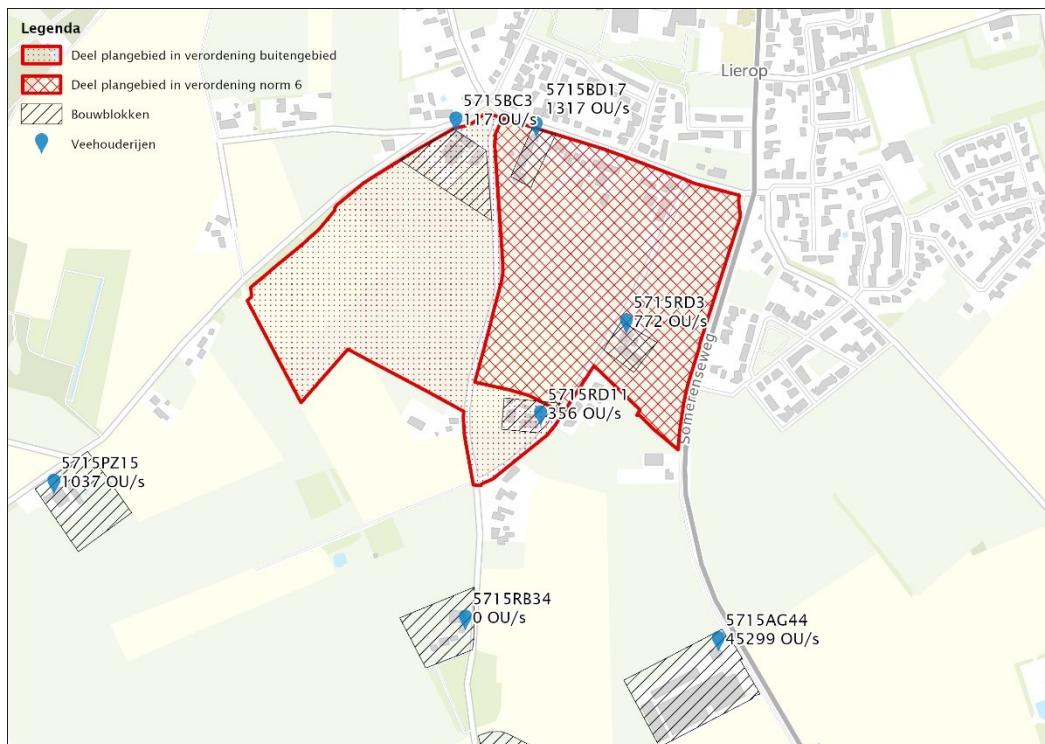 Legenda
Deel plangebied in verordening buitengebied
Deel plangebied in verordening norm 6
Bouwblokken
Veehouderijen
Lierop
5715BD17
1317 OU/s
5715BC3
117 OU/s
5715RD3
772 OU/s
Somerenseweg
5715RD11
356 OU/s
5715PZ15
1037 OU/s
5715RB34
0 OU/s
5715AG44
45299 OU/s